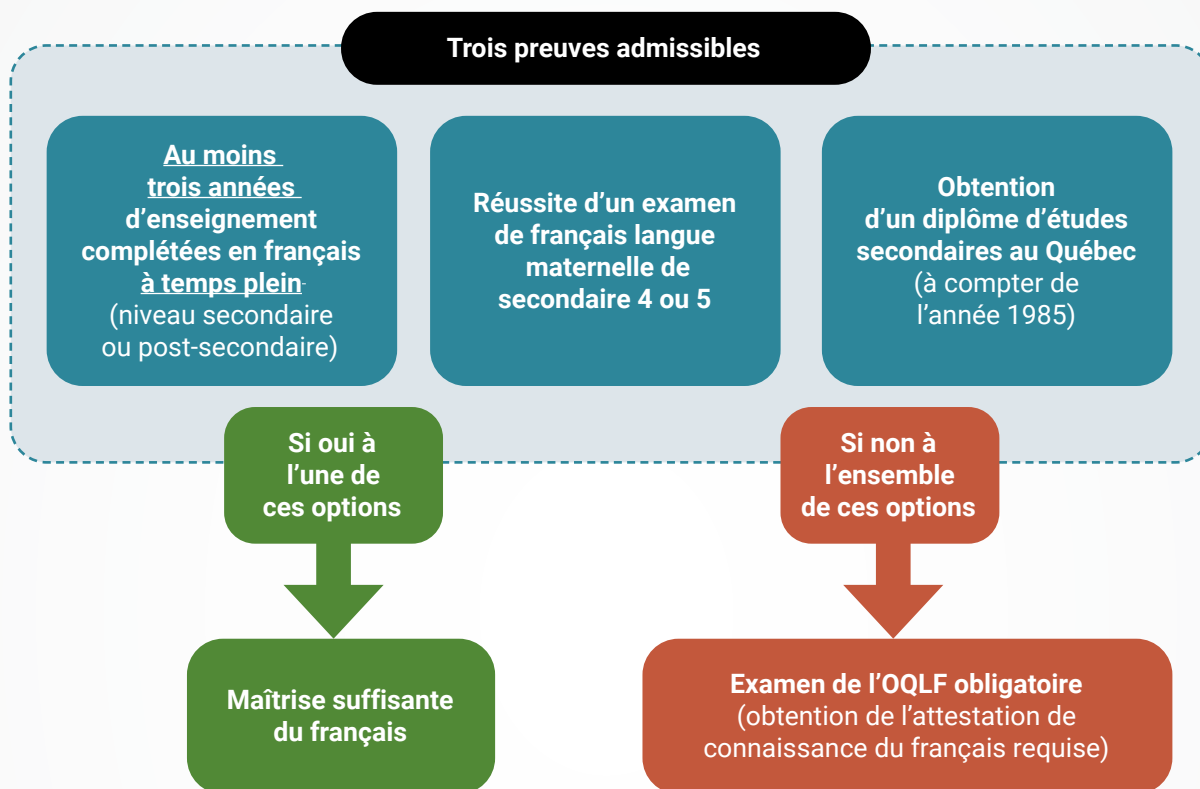 Trois preuves admissibles
Au moins
trois années
d’enseignement
complétées en français
à temps plein
(niveau secondaire
ou post-secondaire)
Réussite d’un examen
de français langue
maternelle de
secondaire 4 ou 5
Obtention
d’un diplôme d’études
secondaires au Québec
(à compter de
l’année 1985)
Si oui à
l’une de
ces options
Si non à
l’ensemble
de ces options
Maîtrise suffisante
du français
Examen de l’OQLF obligatoire
(obtention de l’attestation de
connaissance du français requise)